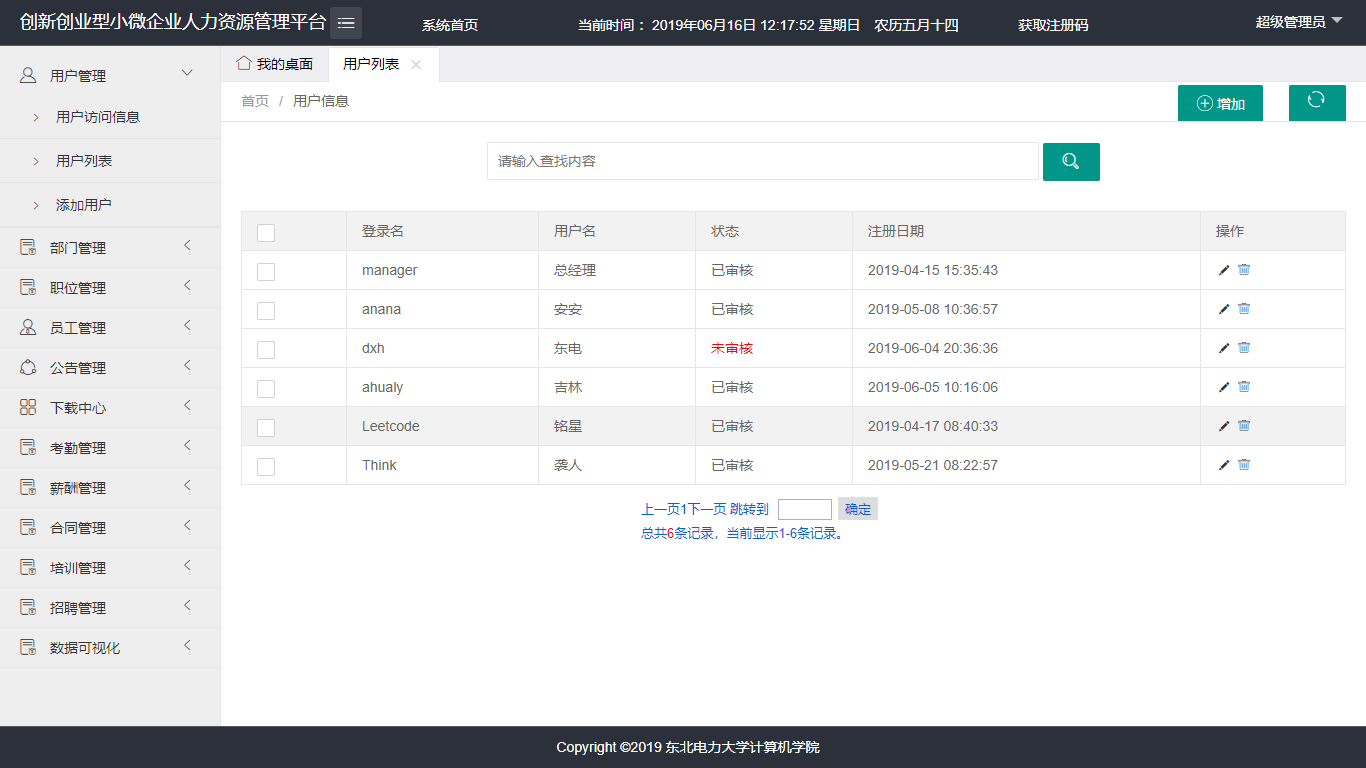 创新创业型小微企业人力资源管理平台 系统首页 当前时间： 2019年06月16日 12:17:52 星期日 农历五月十四 获取注册码 超级管理员
用户管理
用户访问信息
用户列表
添加用户
部门管理
职位管理
员工管理
公告管理
下载中心
考勤管理
薪酬管理
合同管理
培训管理
招聘管理
数据可视化
我的桌面 用户列表
首页 / 用户信息 增加
请输入查找内容
登录名 用户名 状态 注册日期 操作
manager 总经理 已审核 2019-04-15 15:35:43
anana 安安 已审核 2019-05-08 10:36:57
dxh 东电 未审核 2019-06-04 20:36:36
ahualy 吉林 已审核 2019-06-05 10:16:06
Leetcode 铭星 已审核 2019-04-17 08:40:33
Think 袭人 已审核 2019-05-21 08:22:57
上一页1下一页 跳转到 确定
总共6条记录，当前显示1-6条记录。
Copyright ©2019 东北电力大学计算机学院